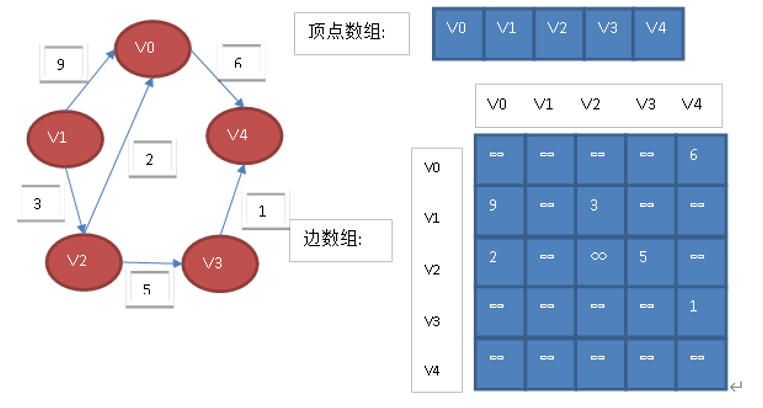 V0
9
6
V1
V4
2
3
1
V2
V3
5
顶点数组:
V0 V1 V2 V3 V4
边数组:
V0 V1 V2 V3 V4
V0 ∞ ∞ ∞ ∞ 6
V1 9 ∞ 3 ∞ ∞
V2 2 ∞ ∞ 5 ∞
V3 ∞ ∞ ∞ ∞ 1
V4 ∞ ∞ ∞ ∞ ∞